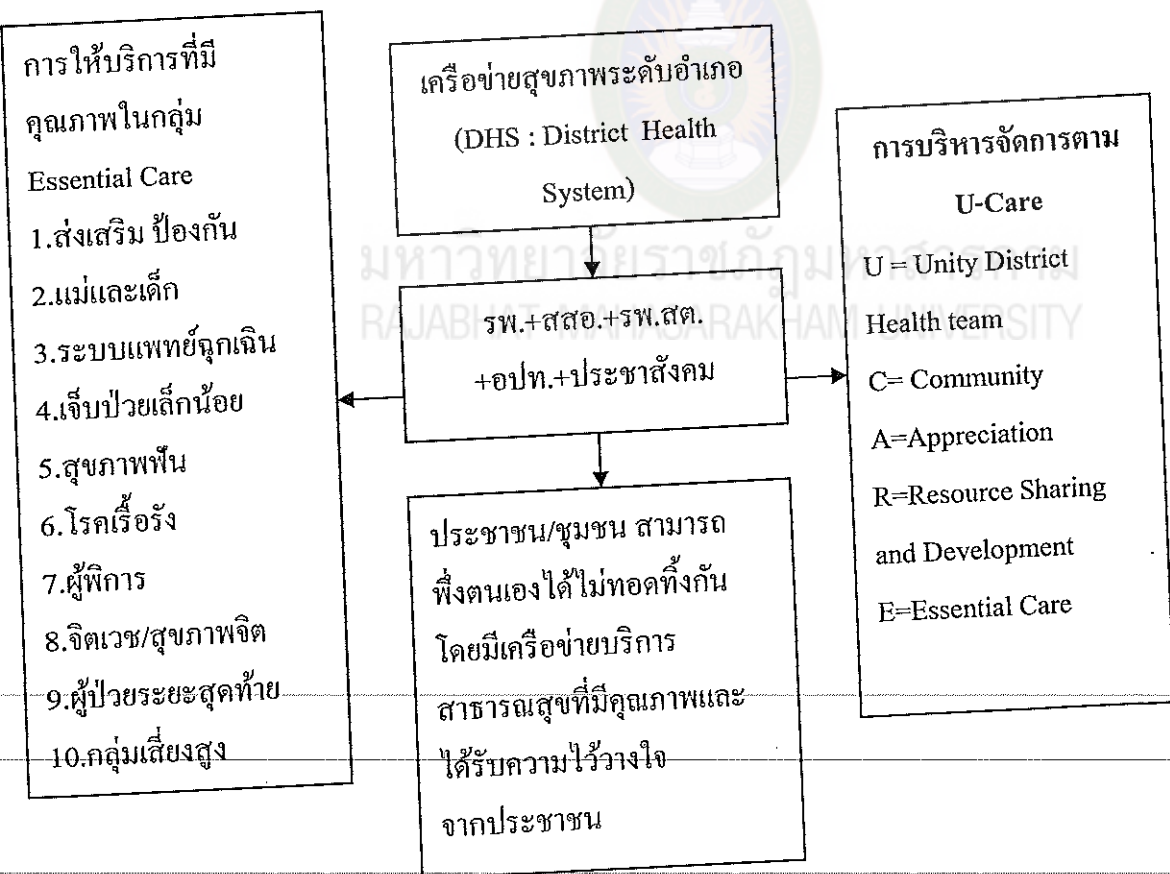 การให้บริการที่มี
คุณภาพในกลุ่ม
Essential Care
1.ส่งเสริม ป้องกัน
2.แม่และเด็ก
3.ระบบแพทย์ฉุกเฉิน
4.เจ็บป่วยเล็กน้อย
5.สุขภาพฟัน
6.โรคเรื้อรัง
7.ผู้พิการ
8.จิตเวช/สุขภาพจิต
9.ผู้ป่วยระยะสุดท้าย
10.กลุ่มเสี่ยงสูง
เครือข่ายสุขภาพระดับอำเภอ
(DHS : District Health
System)
มหาวิทยาลัยราชภัฏมหาสารคาม
RAJABHAT MAHASARAKHAM UNIVERSITY
รพ.+สสอ.+รพ.สต.
+อปท.+ประชาสังคม
ประชาชน/ชุมชน สามารถ
พึ่งตนเองได้ไม่ทอดทิ้งกัน
โดยมีเครือข่ายบริการ
สาธารณสุขที่มีคุณภาพและ
ได้รับความไว้วางใจ
จากประชาชน
การบริหารจัดการตาม
U-Care
U = Unity District
Health team
C= Community
A=Appreciation
R=Resource Sharing
and Development
E=Essential Care